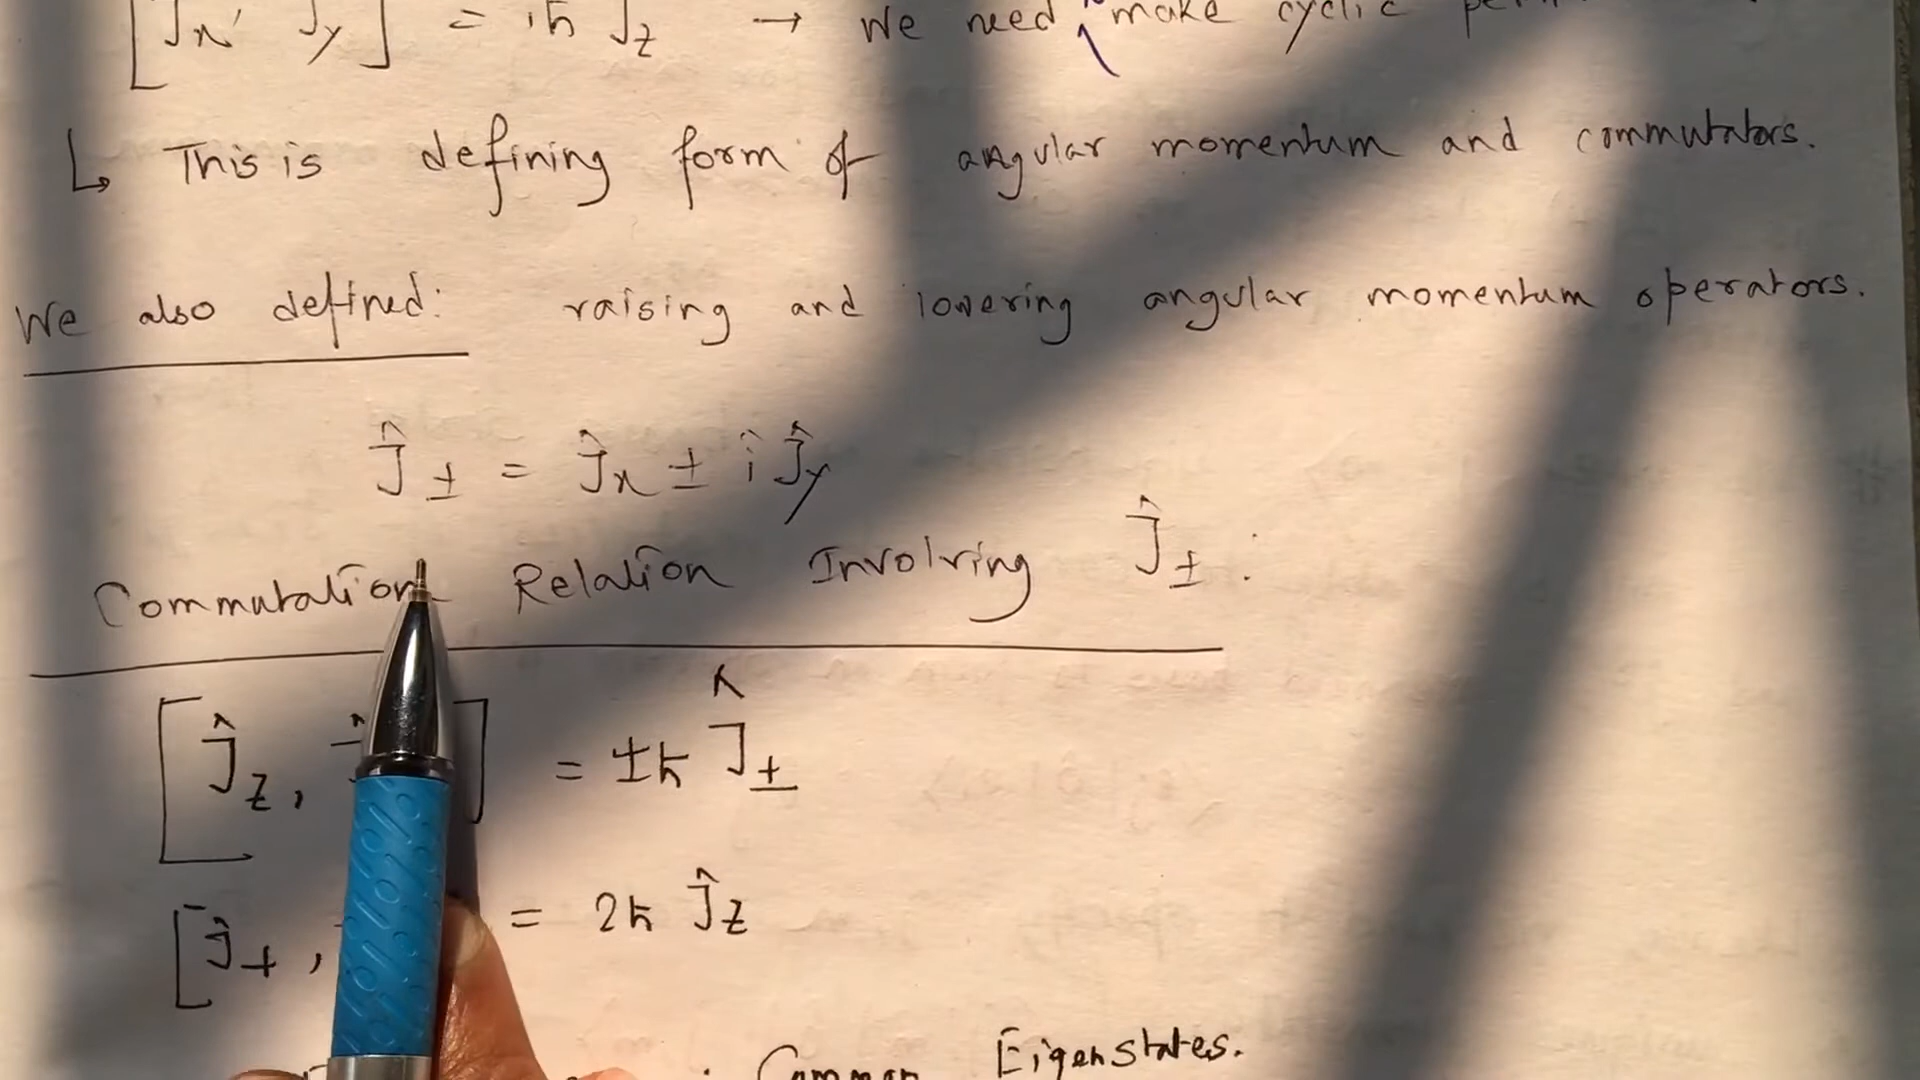 [Jx, Jy] = iħ Jz → We need make cyclic
↳ This is defining form of angular momentum and commutators.
We also defined: raising and lowering angular momentum operators.
Ĵ± = Ĵx ± i Ĵy
Commutation Relation Involving Ĵ± :
[Ĵz, ] = ±ħ Ĵ±
[Ĵ+, = 2ħ Ĵz
Common Eigenstates.